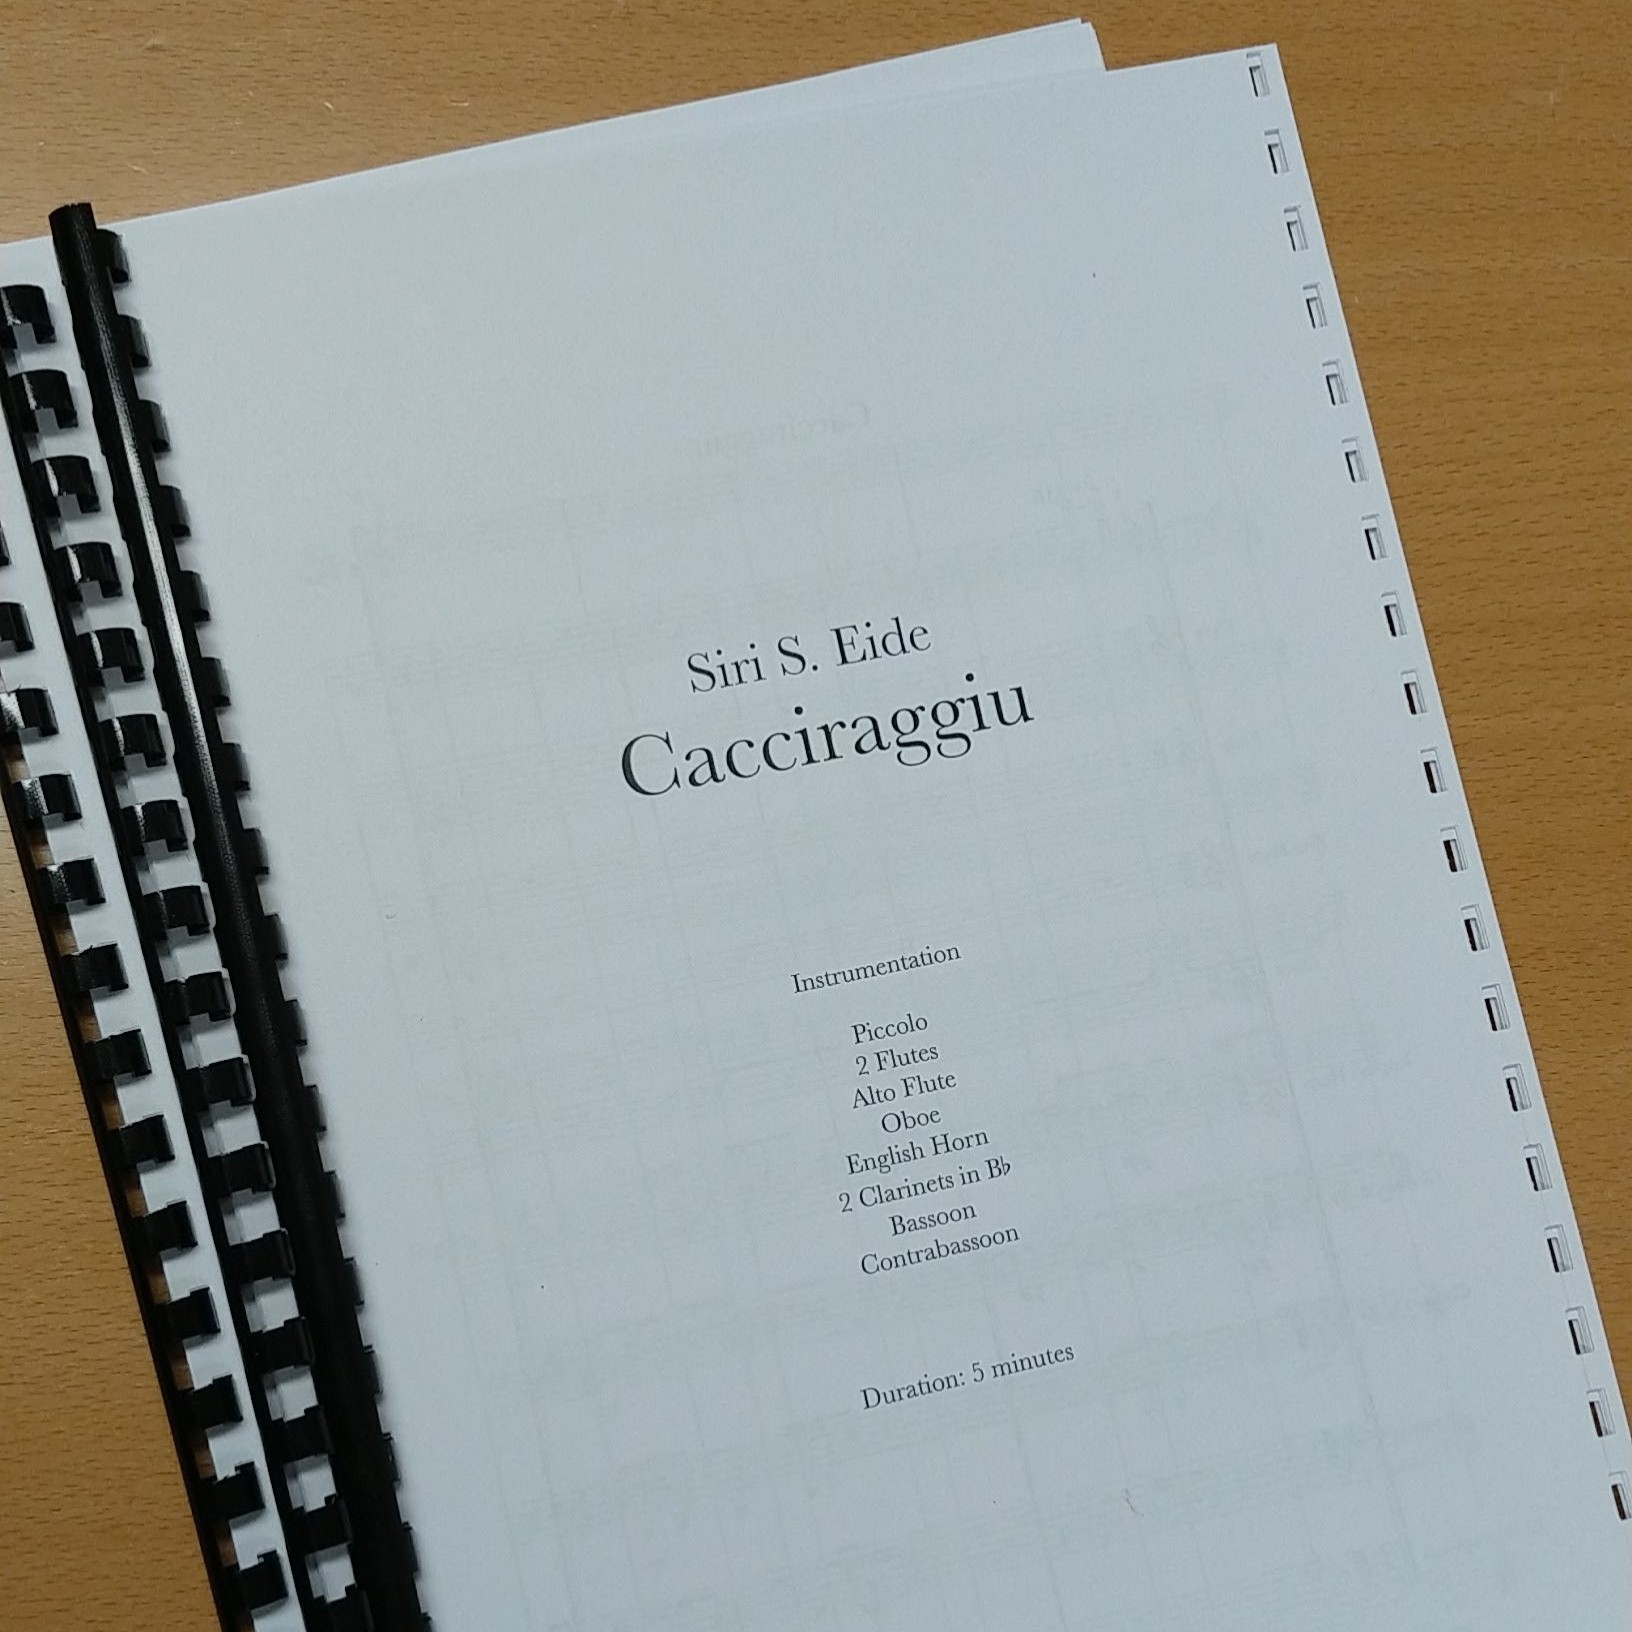 Siri S. Eide
Cacciraggiu
Instrumentation
Piccolo
2 Flutes
Alto Flute
Oboe
English Horn
2 Clarinets in B♭
Bassoon
Contrabassoon
Duration: 5 minutes